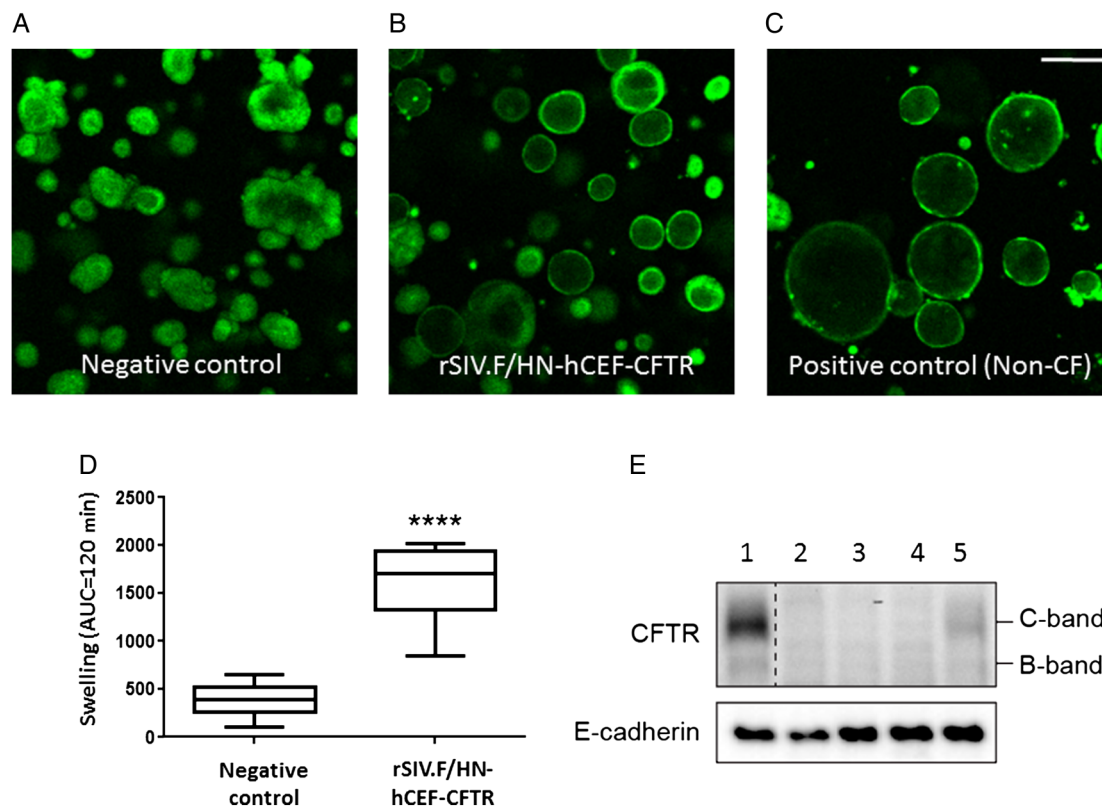 A
B
C
Negative control
rSIV.F/HN-hCEF-CFTR
Positive control (Non-CF)
D
E
Swelling (AUC=120 min)
2500
2000
1500
1000
500
0
****
Negative
control
rSIV.F/HN-
hCEF-CFTR
1 2 3 4 5
CFTR
C-band
B-band
E-cadherin